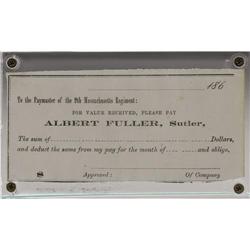 186
To the Paymaster of the 9th Massachusetts Regiment:
FOR VALUE RECEIVED, PLEASE PAY
ALBERT FULLER, Sutler,
The sum of Dollars,
and deduct the same from my pay for the month of and oblige,
$ Approved: Of Company